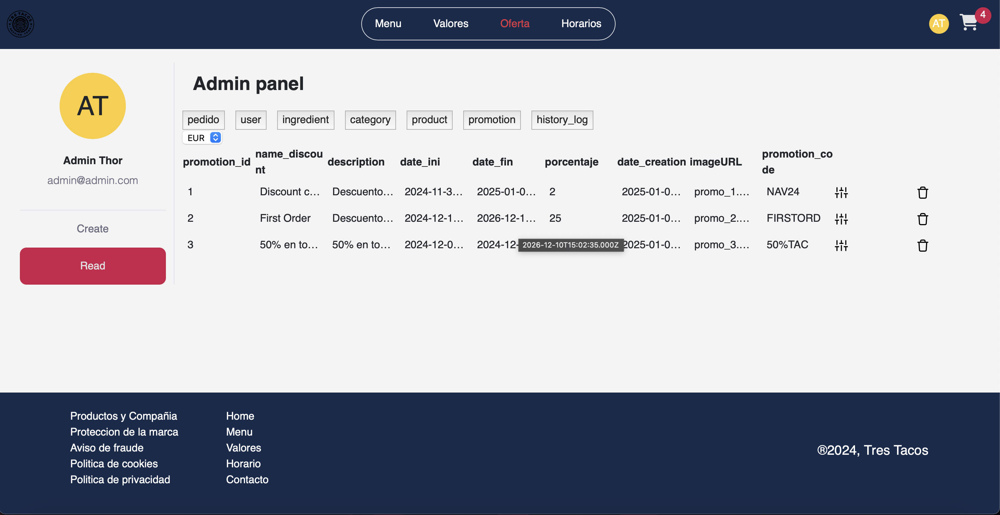 TRS TACOS
MEXXIAN FOOD
Menu Valores Oferta Horarios
AT
4
AT
Admin Thor
admin@admin.com
Create
Read
Admin panel
pedido user ingredient category product promotion history_log
EUR
promotion_id name_discount description date_ini date_fin porcentaje date_creation imageURL promotion_code
1 Discount c... Descuento... 2024-11-3... 2025-01-0... 2 2025-01-0... promo_1.... NAV24
2 First Order Descuento... 2024-12-1... 2026-12-1... 25 2025-01-0... promo_2.... FIRSTORD
3 50% en to... 50% en to... 2024-12-0... 2024-12- 2026-12-10T15:02:35.000Z 2025-01-0... promo_3.... 50%TAC
Productos y Compañia
Proteccion de la marca
Aviso de fraude
Politica de cookies
Politica de privacidad
Home
Menu
Valores
Horario
Contacto
®2024, Tres Tacos